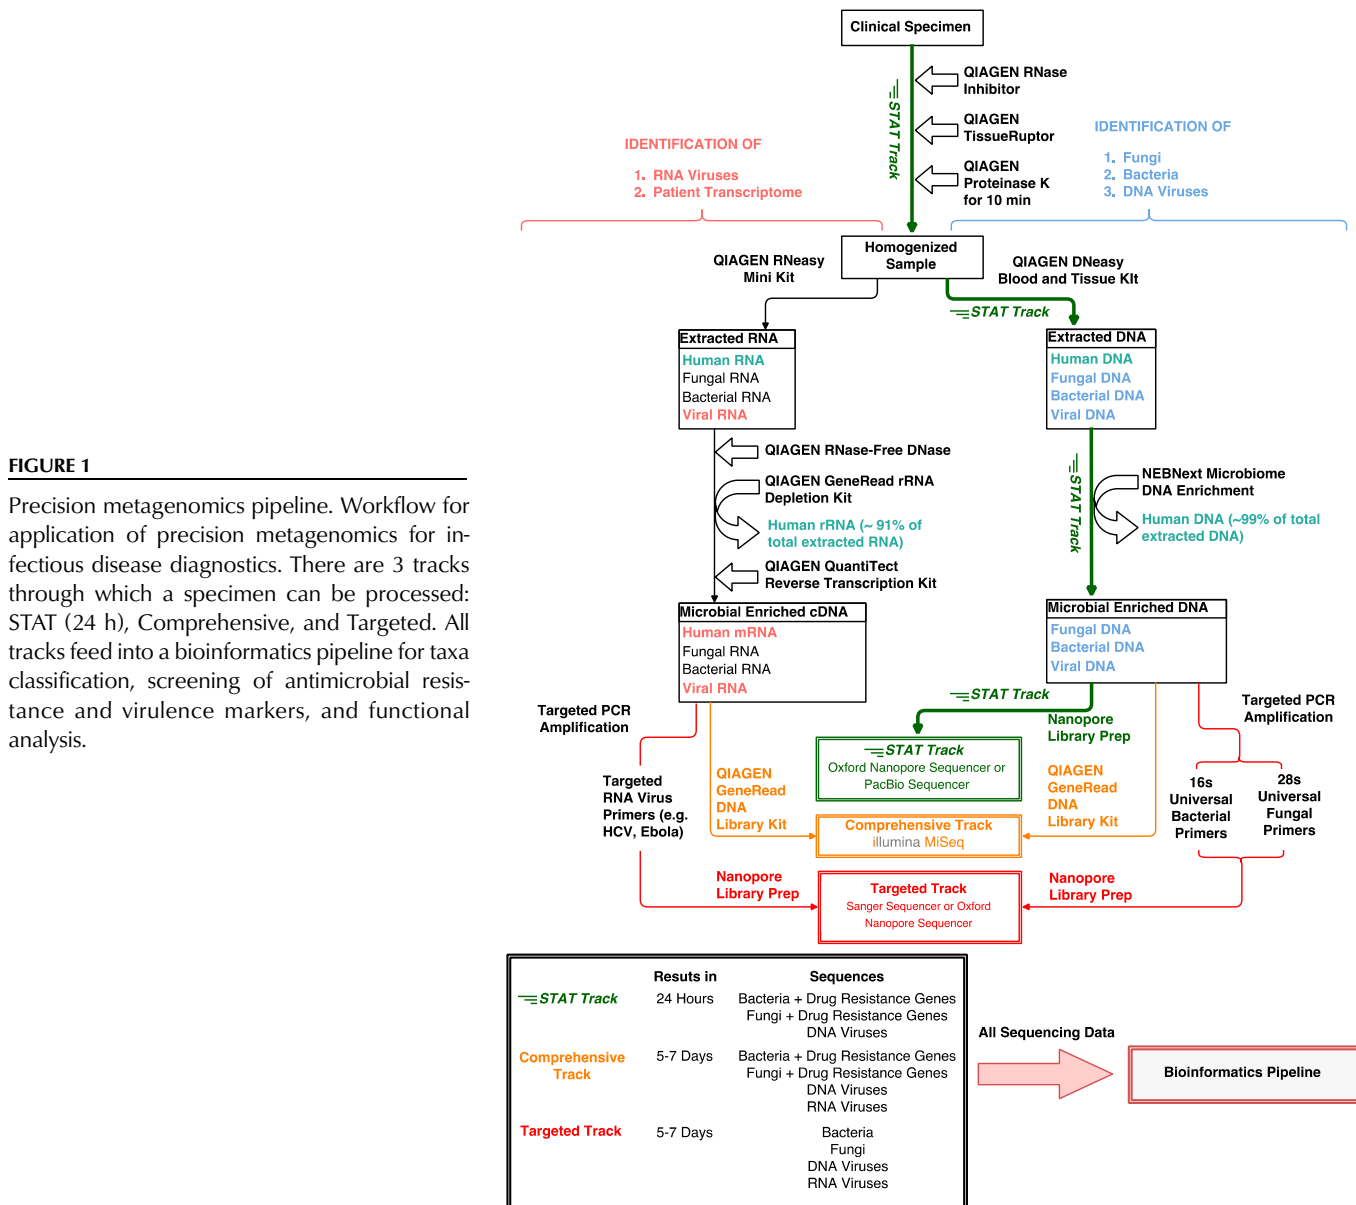 FIGURE 1
Precision metagenomics pipeline. Workflow for
application of precision metagenomics for in-
fectious disease diagnostics. There are 3 tracks
through which a specimen can be processed:
STAT (24 h), Comprehensive, and Targeted. All
tracks feed into a bioinformatics pipeline for taxa
classification, screening of antimicrobial resis-
tance and virulence markers, and functional
analysis.
Clinical Specimen
STAT Track
QIAGEN RNase
Inhibitor
QIAGEN
TissueRuptor
QIAGEN
Proteinase K
for 10 min
IDENTIFICATION OF
1. RNA Viruses
2. Patient Transcriptome
IDENTIFICATION OF
1. Fungi
2. Bacteria
3. DNA Viruses
Homogenized
Sample
QIAGEN RNeasy
Mini Kit
QIAGEN DNeasy
Blood and Tissue KIt
STAT Track
Extracted RNA
Human RNA
Fungal RNA
Bacterial RNA
Viral RNA
Extracted DNA
Human DNA
Fungal DNA
Bacterial DNA
Viral DNA
QIAGEN RNase-Free DNase
QIAGEN GeneRead rRNA
Depletion Kit
Human rRNA (~ 91% of
total extracted RNA)
QIAGEN QuantiTect
Reverse Transcription Kit
STAT Track
NEBNext Microbiome
DNA Enrichment
Human DNA (~99% of total
extracted DNA)
Microbial Enriched cDNA
Human mRNA
Fungal RNA
Bacterial RNA
Viral RNA
Microbial Enriched DNA
Fungal DNA
Bacterial DNA
Viral DNA
Targeted PCR
Amplification
STAT Track
Nanopore
Library Prep
Targeted PCR
Amplification
STAT Track
Oxford Nanopore Sequencer or
PacBio Sequencer
Targeted
RNA Virus
Primers (e.g.
HCV, Ebola)
QIAGEN
GeneRead
DNA
Library Kit
QIAGEN
GeneRead
DNA
Library Kit
16s
Universal
Bacterial
Primers
28s
Universal
Fungal
Primers
Comprehensive Track
illumina MiSeq
Nanopore
Library Prep
Targeted Track
Sanger Sequencer or Oxford
Nanopore Sequencer
Nanopore
Library Prep
Resuts in Sequences
STAT Track 24 Hours Bacteria + Drug Resistance Genes
Fungi + Drug Resistance Genes
DNA Viruses
Comprehensive 5-7 Days Bacteria + Drug Resistance Genes
Track Fungi + Drug Resistance Genes
DNA Viruses
RNA Viruses
Targeted Track 5-7 Days Bacteria
Fungi
DNA Viruses
RNA Viruses
All Sequencing Data
Bioinformatics Pipeline